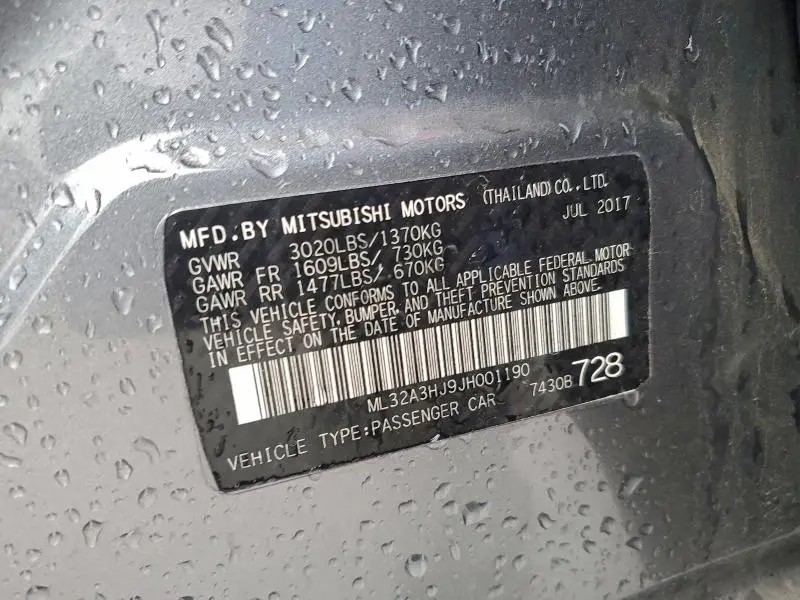 MFD.BY MITSUBISHI MOTORS (THAILAND) CO., LTD.
JUL 2017
GVWR 3020LBS/1370KG
GAWR FR 1609LBS/ 730KG
GAWR RR 1477LBS/ 670KG
THIS VEHICLE CONFORMS TO ALL APPLICABLE FEDERAL MOTOR
VEHICLE SAFETY, BUMPER, AND THEFT PREVENTION STANDARDS
IN EFFECT ON THE DATE OF MANUFACTURE SHOWN ABOVE.
ML32A3HJ9JH001190 7430B 728
VEHICLE TYPE:PASSENGER CAR